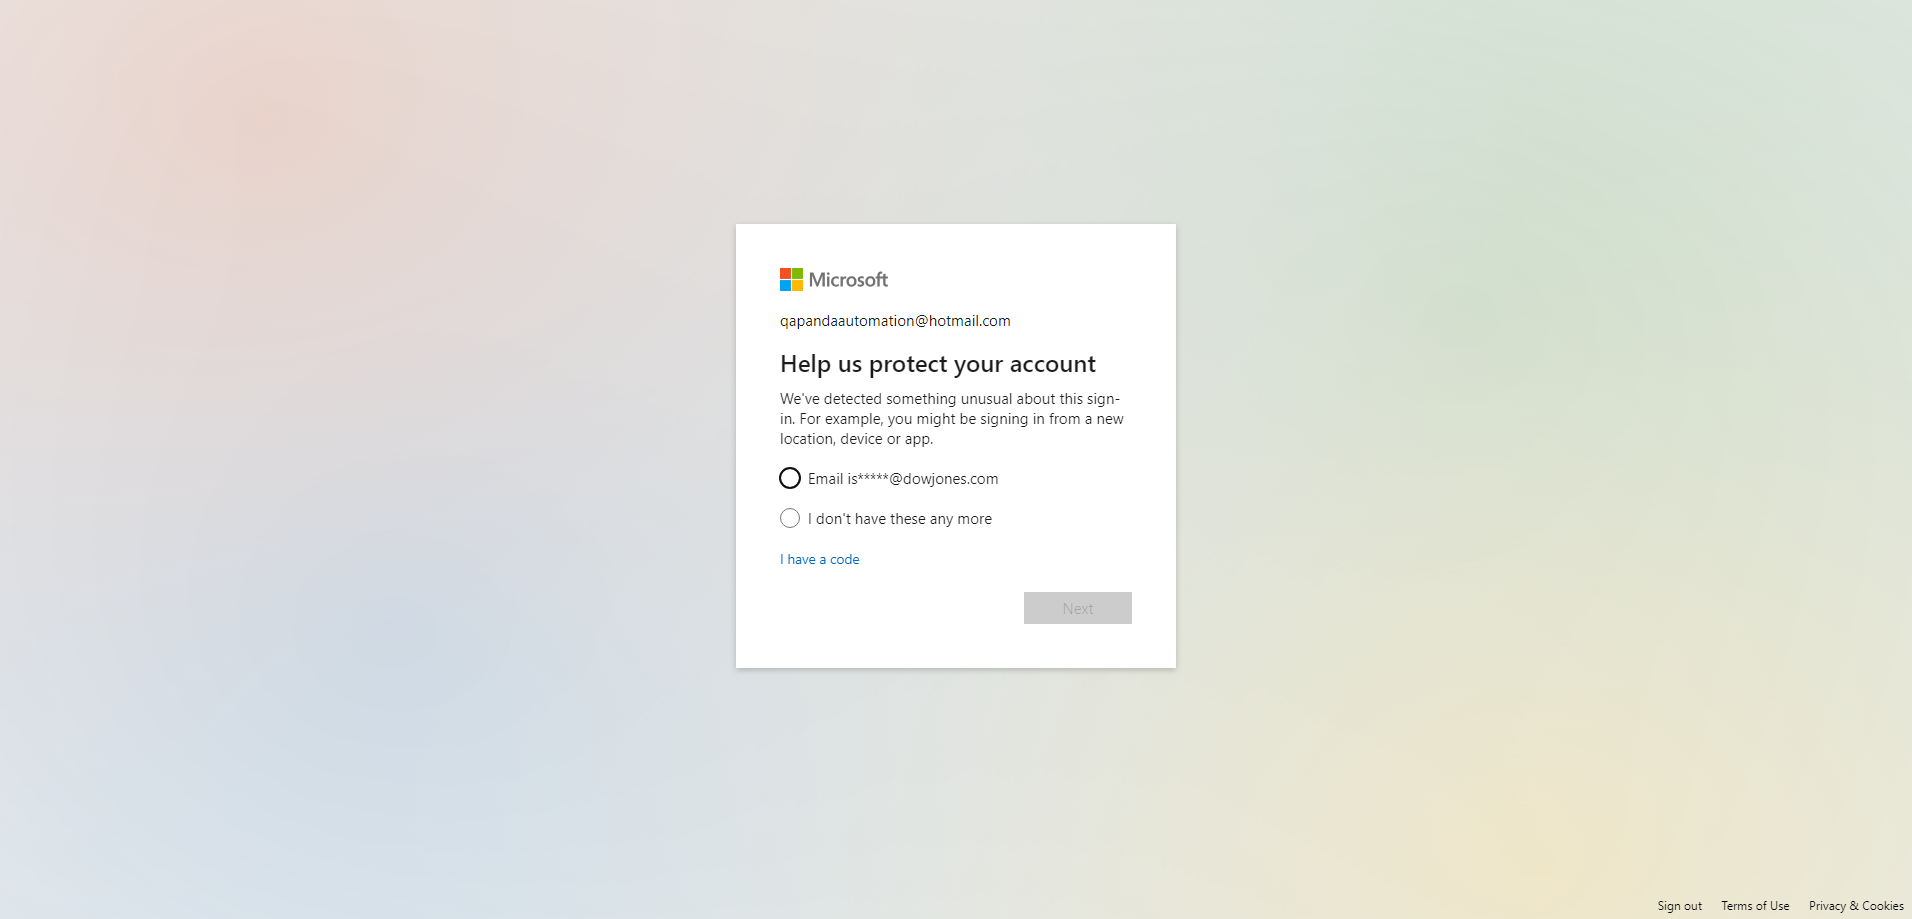 Microsoft
qapandaautomation@hotmail.com
Help us protect your account
We've detected something unusual about this sign-
in. For example, you might be signing in from a new
location, device or app.
Email is*****@dowjones.com
I don't have these any more
I have a code
Next
Sign out Terms of Use Privacy & Cookies